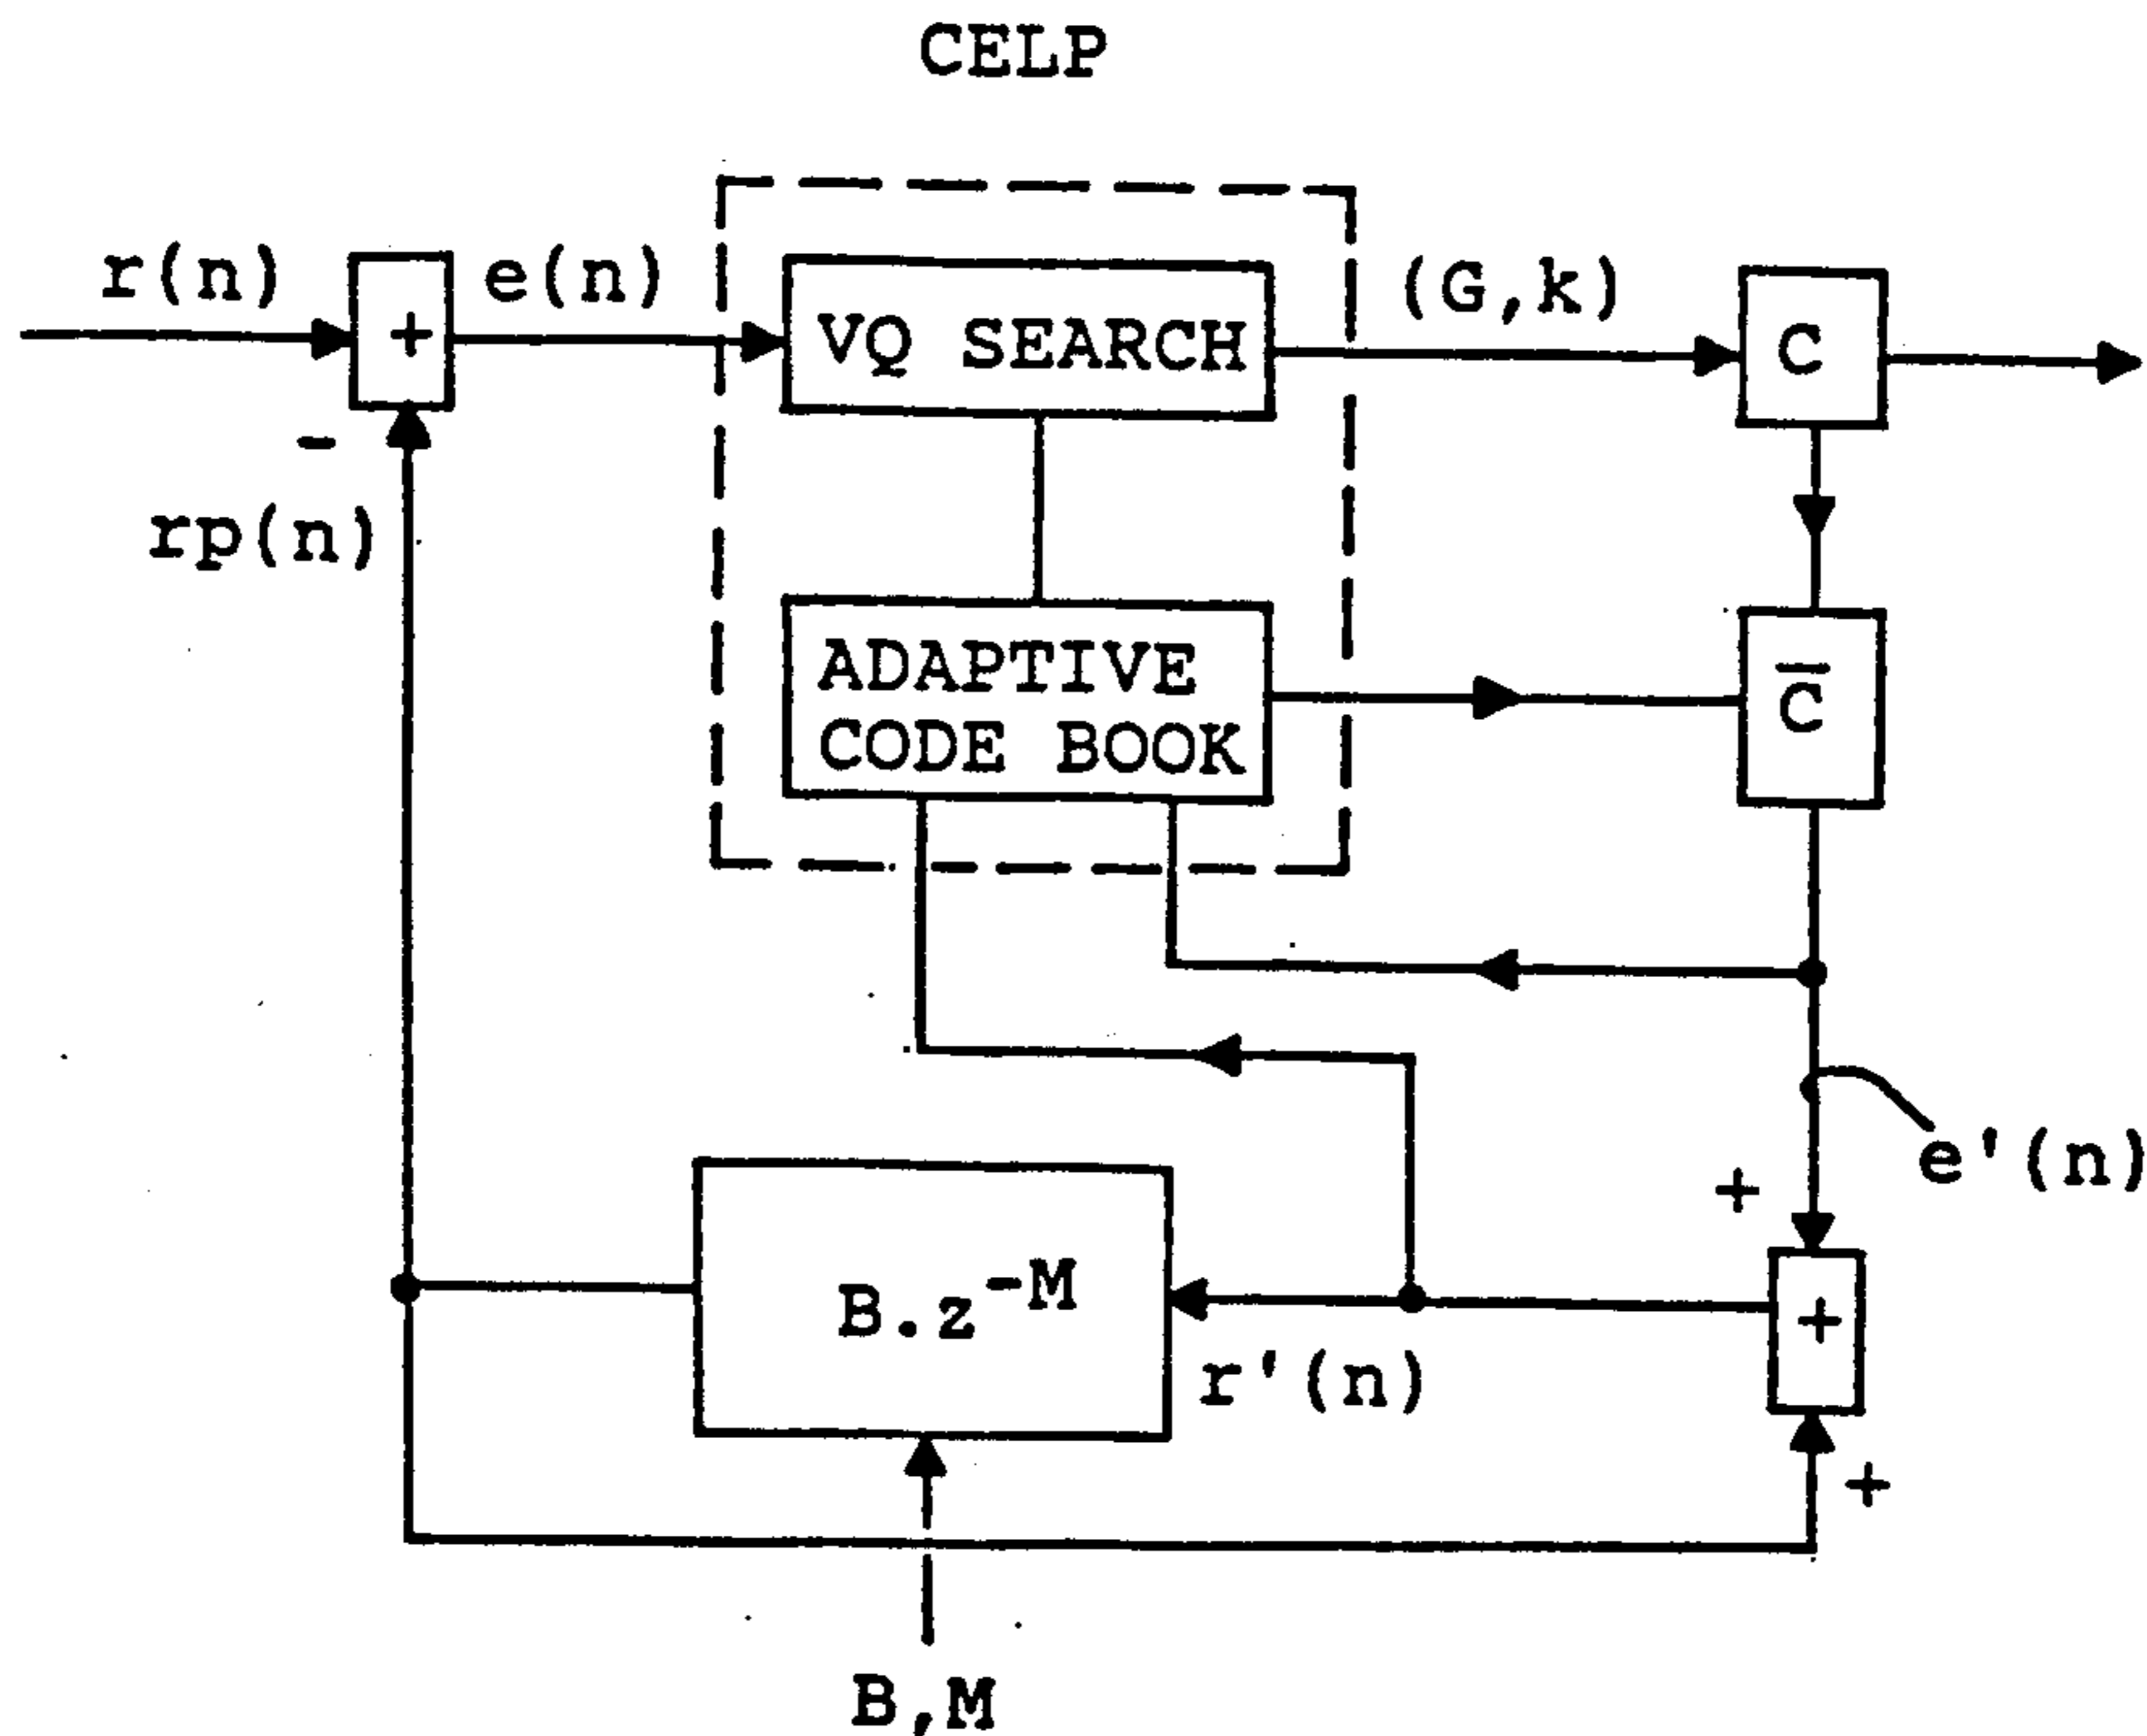 CELP
r(n)
e(n)
(G,k)
+
VQ SEARCH
C
-
rp(n)
ADAPTIVE
CODE BOOK
C̅
e'(n)
+
B.z^-M
+
r'(n)
+
B,M